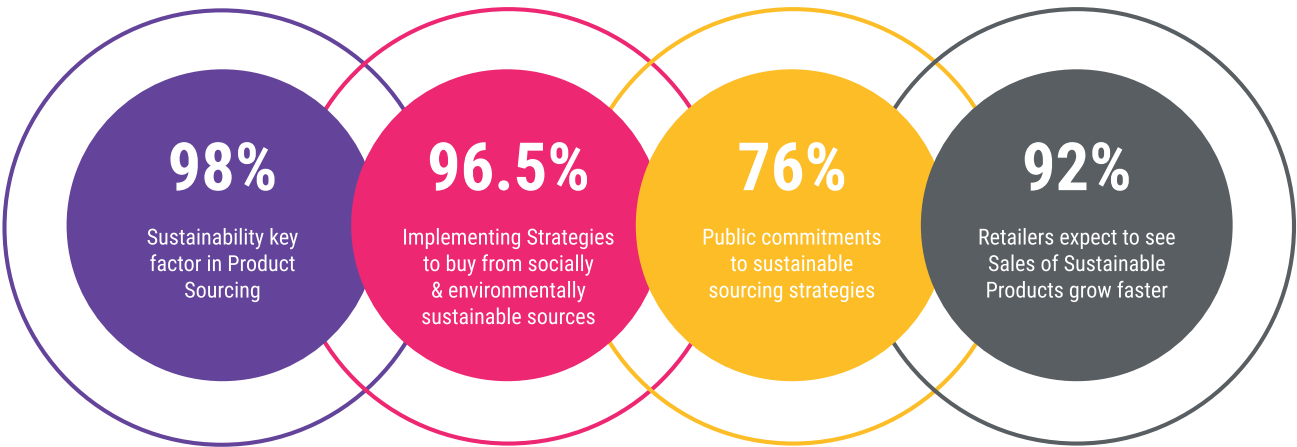 98%
Sustainability key
factor in Product
Sourcing
96.5%
Implementing Strategies
to buy from socially
& environmentally
sustainable sources
76%
Public commitments
to sustainable
sourcing strategies
92%
Retailers expect to see
Sales of Sustainable
Products grow faster